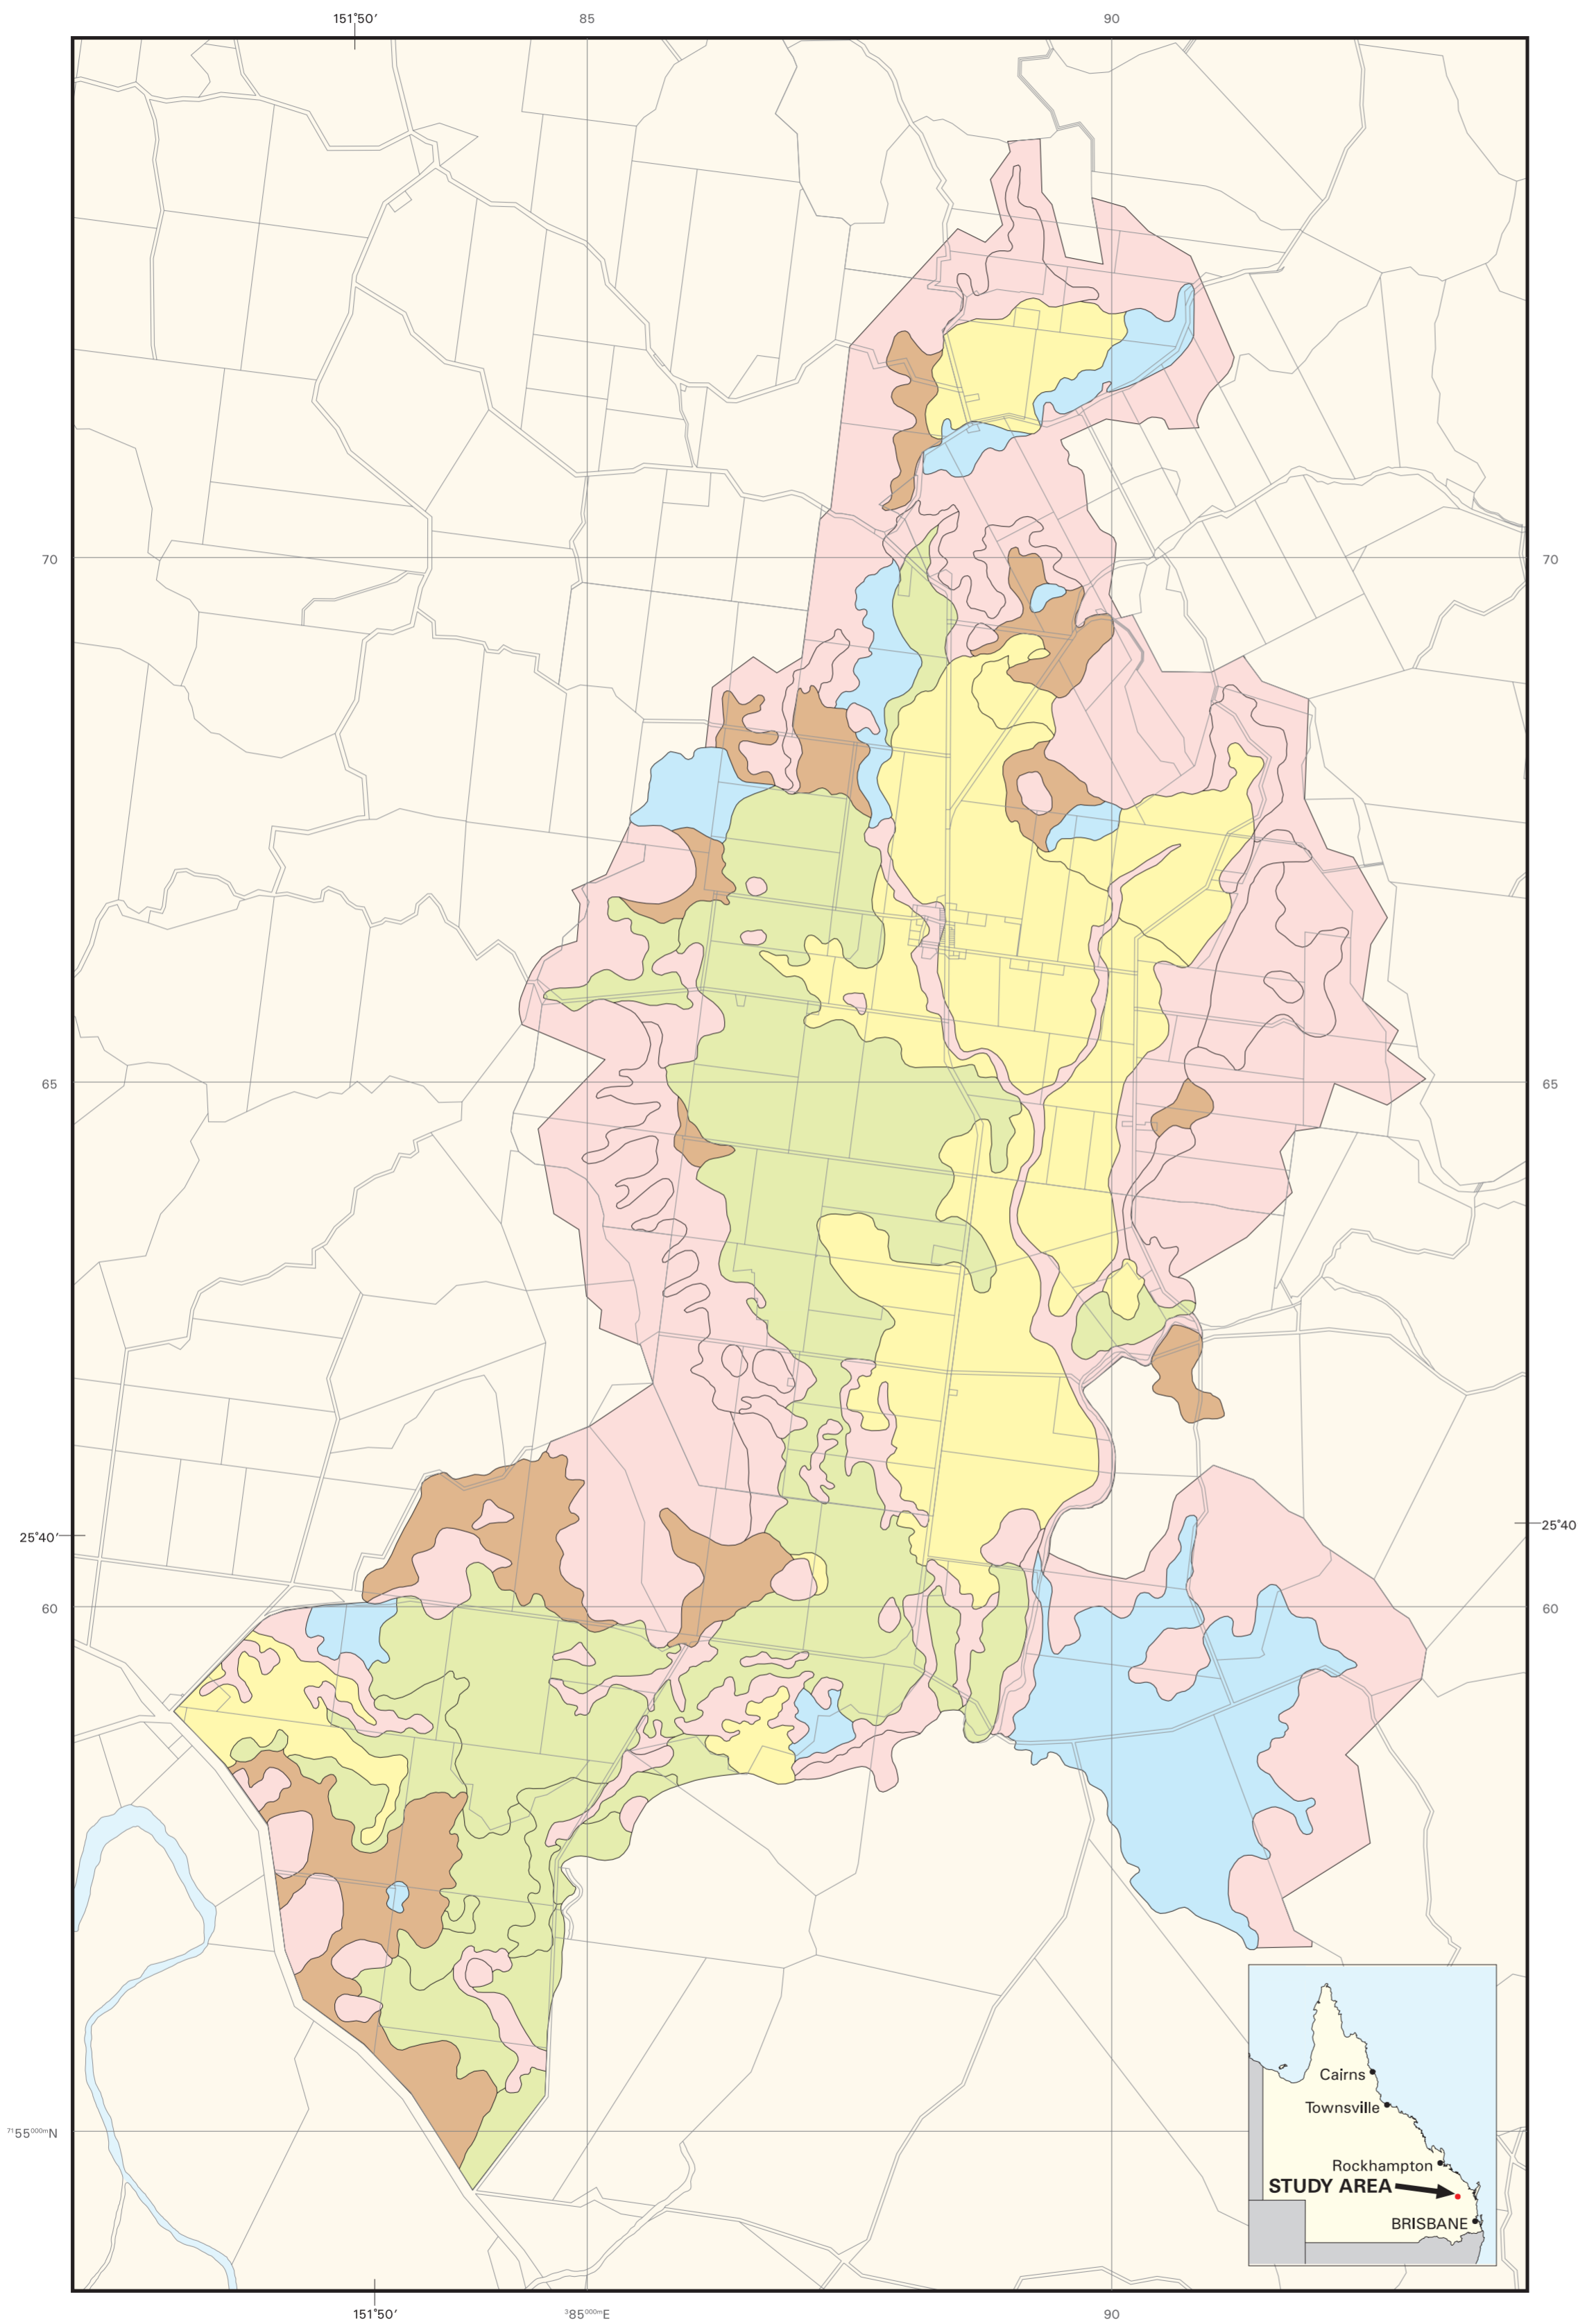 151°50′ 85 90
70 70
65 65
25°40′ 25°40
60 60
Cairns
Townsville
Rockhampton
STUDY AREA
BRISBANE
7155000mN
151°50′ 385000mE 90